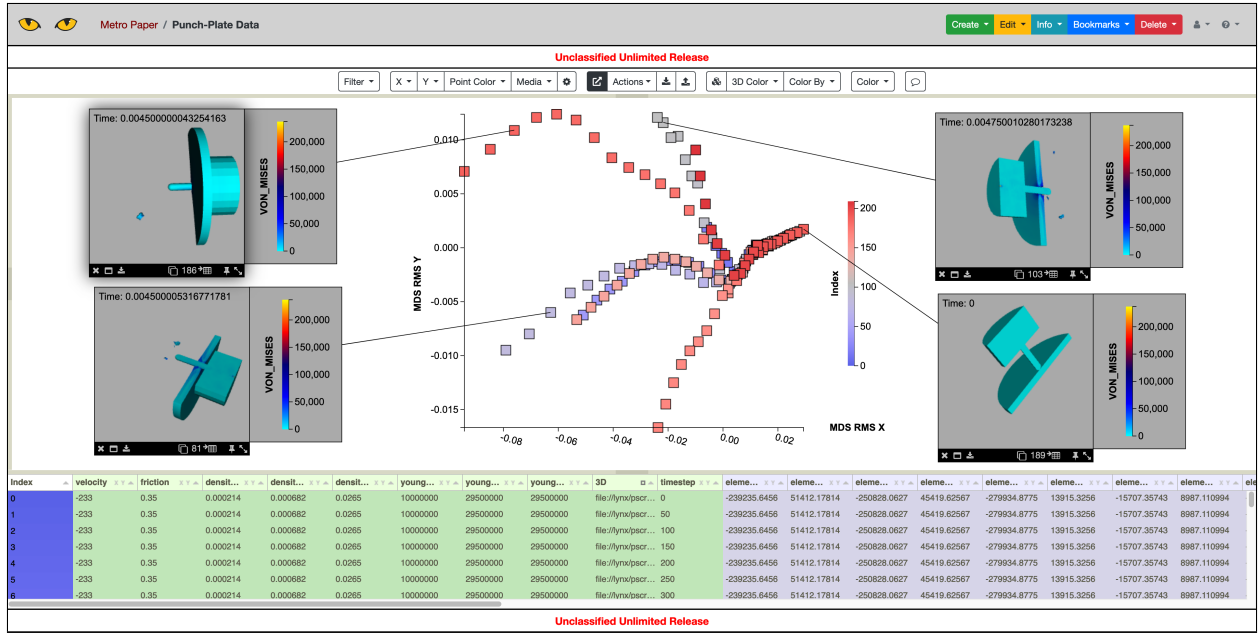 Metro Paper / Punch-Plate Data
Create Edit Info Bookmarks Delete
Unclassified Unlimited Release
Filter X Y Point Color Media Actions 3D Color Color By Color
Time: 0.004500000043254163
VON_MISES
200,000
150,000
100,000
50,000
0
186
Time: 0.004500005316771781
VON_MISES
200,000
150,000
100,000
50,000
0
81
MDS RMS Y
0.010
0.005
0.000
-0.005
-0.010
-0.015
-0.08 -0.06 -0.04 -0.02 0.00 0.02
MDS RMS X
Index
200
150
100
50
0
Time: 0.004750010280173238
VON_MISES
200,000
150,000
100,000
50,000
0
103
Time: 0
VON_MISES
200,000
150,000
100,000
50,000
0
189
Index velocity friction densit... densit... densit... young... young... young... 3D timestep eleme... eleme... eleme... eleme... eleme... eleme... eleme... eleme... ele
0 -233 0.35 0.000214 0.000682 0.0265 10000000 29500000 29500000 file://lynx/pscr... 0 -239235.6456 51412.17814 -250828.0627 45419.62567 -279934.8775 13915.3256 -15707.35743 8987.110994
1 -233 0.35 0.000214 0.000682 0.0265 10000000 29500000 29500000 file://lynx/pscr... 50 -239235.6456 51412.17814 -250828.0627 45419.62567 -279934.8775 13915.3256 -15707.35743 8987.110994
2 -233 0.35 0.000214 0.000682 0.0265 10000000 29500000 29500000 file://lynx/pscr... 100 -239235.6456 51412.17814 -250828.0627 45419.62567 -279934.8775 13915.3256 -15707.35743 8987.110994
3 -233 0.35 0.000214 0.000682 0.0265 10000000 29500000 29500000 file://lynx/pscr... 150 -239235.6456 51412.17814 -250828.0627 45419.62567 -279934.8775 13915.3256 -15707.35743 8987.110994
4 -233 0.35 0.000214 0.000682 0.0265 10000000 29500000 29500000 file://lynx/pscr... 200 -239235.6456 51412.17814 -250828.0627 45419.62567 -279934.8775 13915.3256 -15707.35743 8987.110994
5 -233 0.35 0.000214 0.000682 0.0265 10000000 29500000 29500000 file://lynx/pscr... 250 -239235.6456 51412.17814 -250828.0627 45419.62567 -279934.8775 13915.3256 -15707.35743 8987.110994
6 -233 0.35 0.000214 0.000682 0.0265 10000000 29500000 29500000 file://lynx/pscr... 300 -239235.6456 51412.17814 -250828.0627 45419.62567 -279934.8775 13915.3256 -15707.35743 8987.110994
Unclassified Unlimited Release